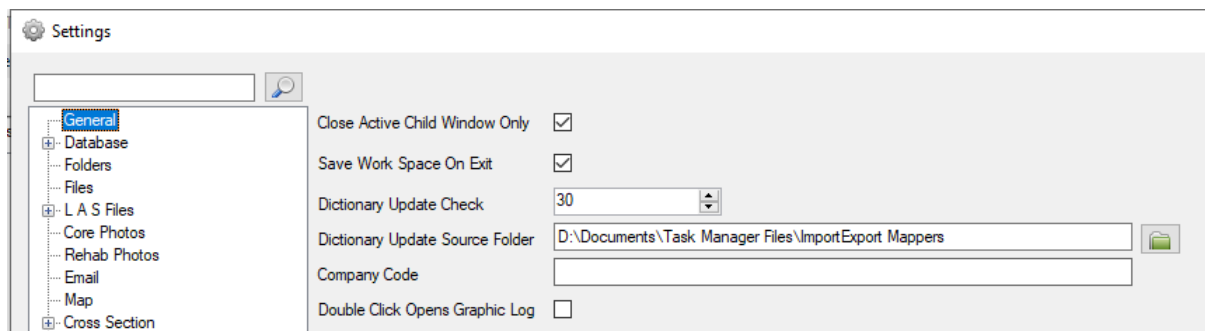 Settings
General
Database
Folders
Files
L A S Files
Core Photos
Rehab Photos
Email
Map
Cross Section
Close Active Child Window Only
Save Work Space On Exit
Dictionary Update Check 30
Dictionary Update Source Folder D:\Documents\Task Manager Files\ImportExport Mappers
Company Code
Double Click Opens Graphic Log